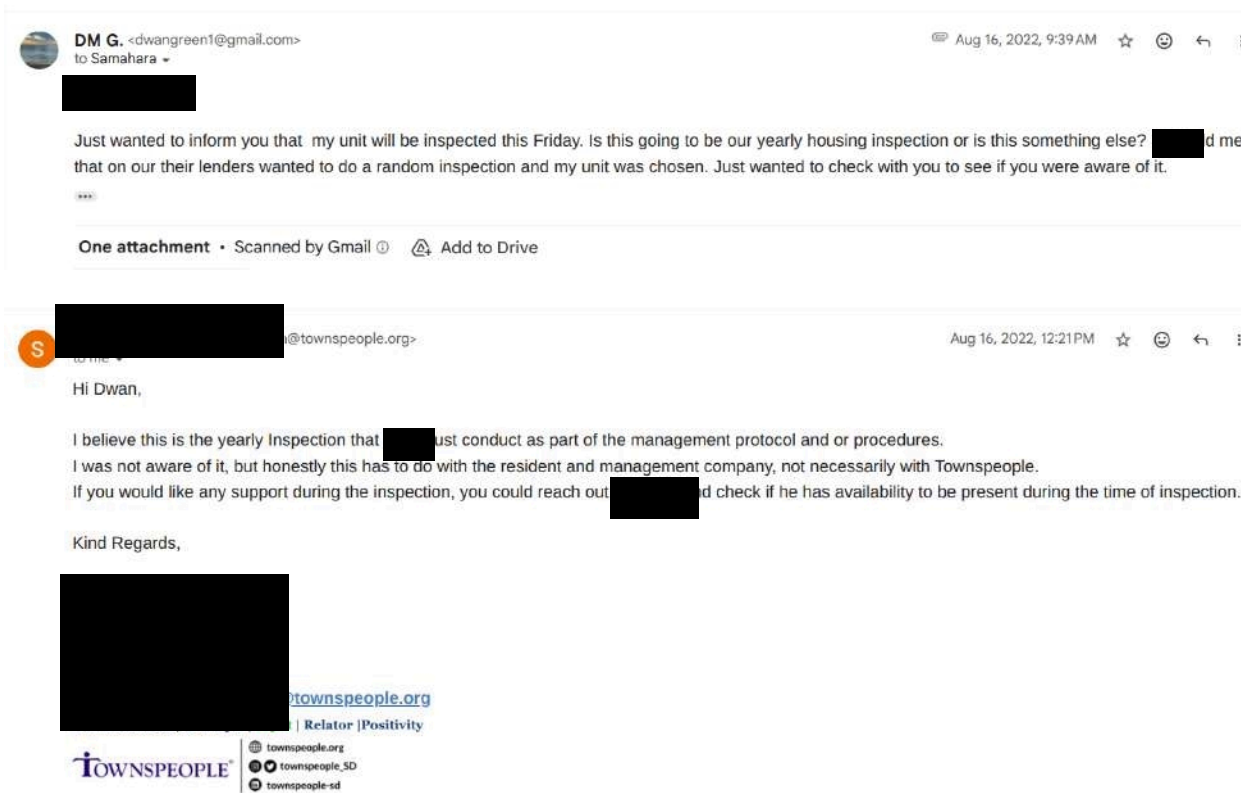 DM G. <dwangreen1@gmail.com>
Aug 16, 2022, 9:39 AM
to Samahara
Just wanted to inform you that my unit will be inspected this Friday. Is this going to be our yearly housing inspection or is this something else? d me
that on our their lenders wanted to do a random inspection and my unit was chosen. Just wanted to check with you to see if you were aware of it.
One attachment • Scanned by Gmail Add to Drive
S
@townspeople.org>
Aug 16, 2022, 12:21 PM
to me
Hi Dwan,
I believe this is the yearly Inspection that ust conduct as part of the management protocol and or procedures.
I was not aware of it, but honestly this has to do with the resident and management company, not necessarily with Townspeople.
If you would like any support during the inspection, you could reach out d check if he has availability to be present during the time of inspection.
Kind Regards,
@townspeople.org
| Relator |Positivity
TOWNSPEOPLE®
townspeople.org
townspeople_SD
townspeople-sd